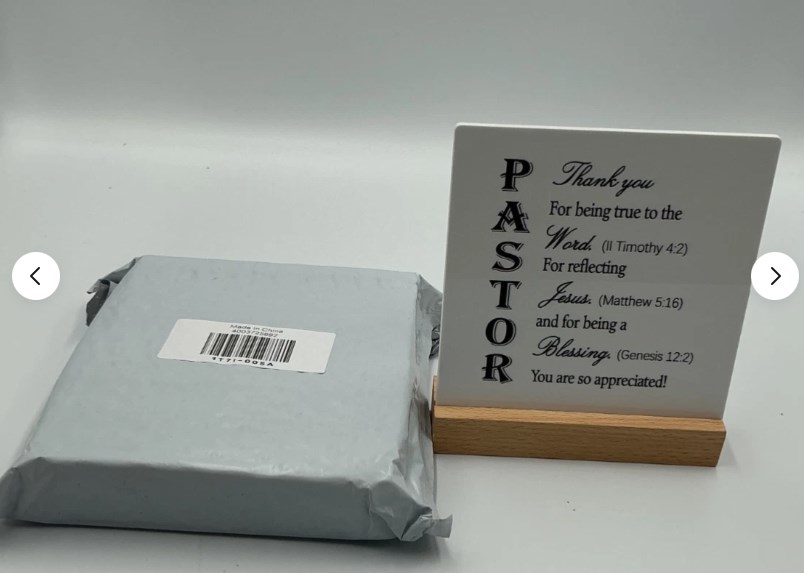 Made in China
PASTOR
Thank you
For being true to the
Word. (II Timothy 4:2)
For reflecting
Jesus. (Matthew 5:16)
and for being a
Blessing. (Genesis 12:2)
You are so appreciated!